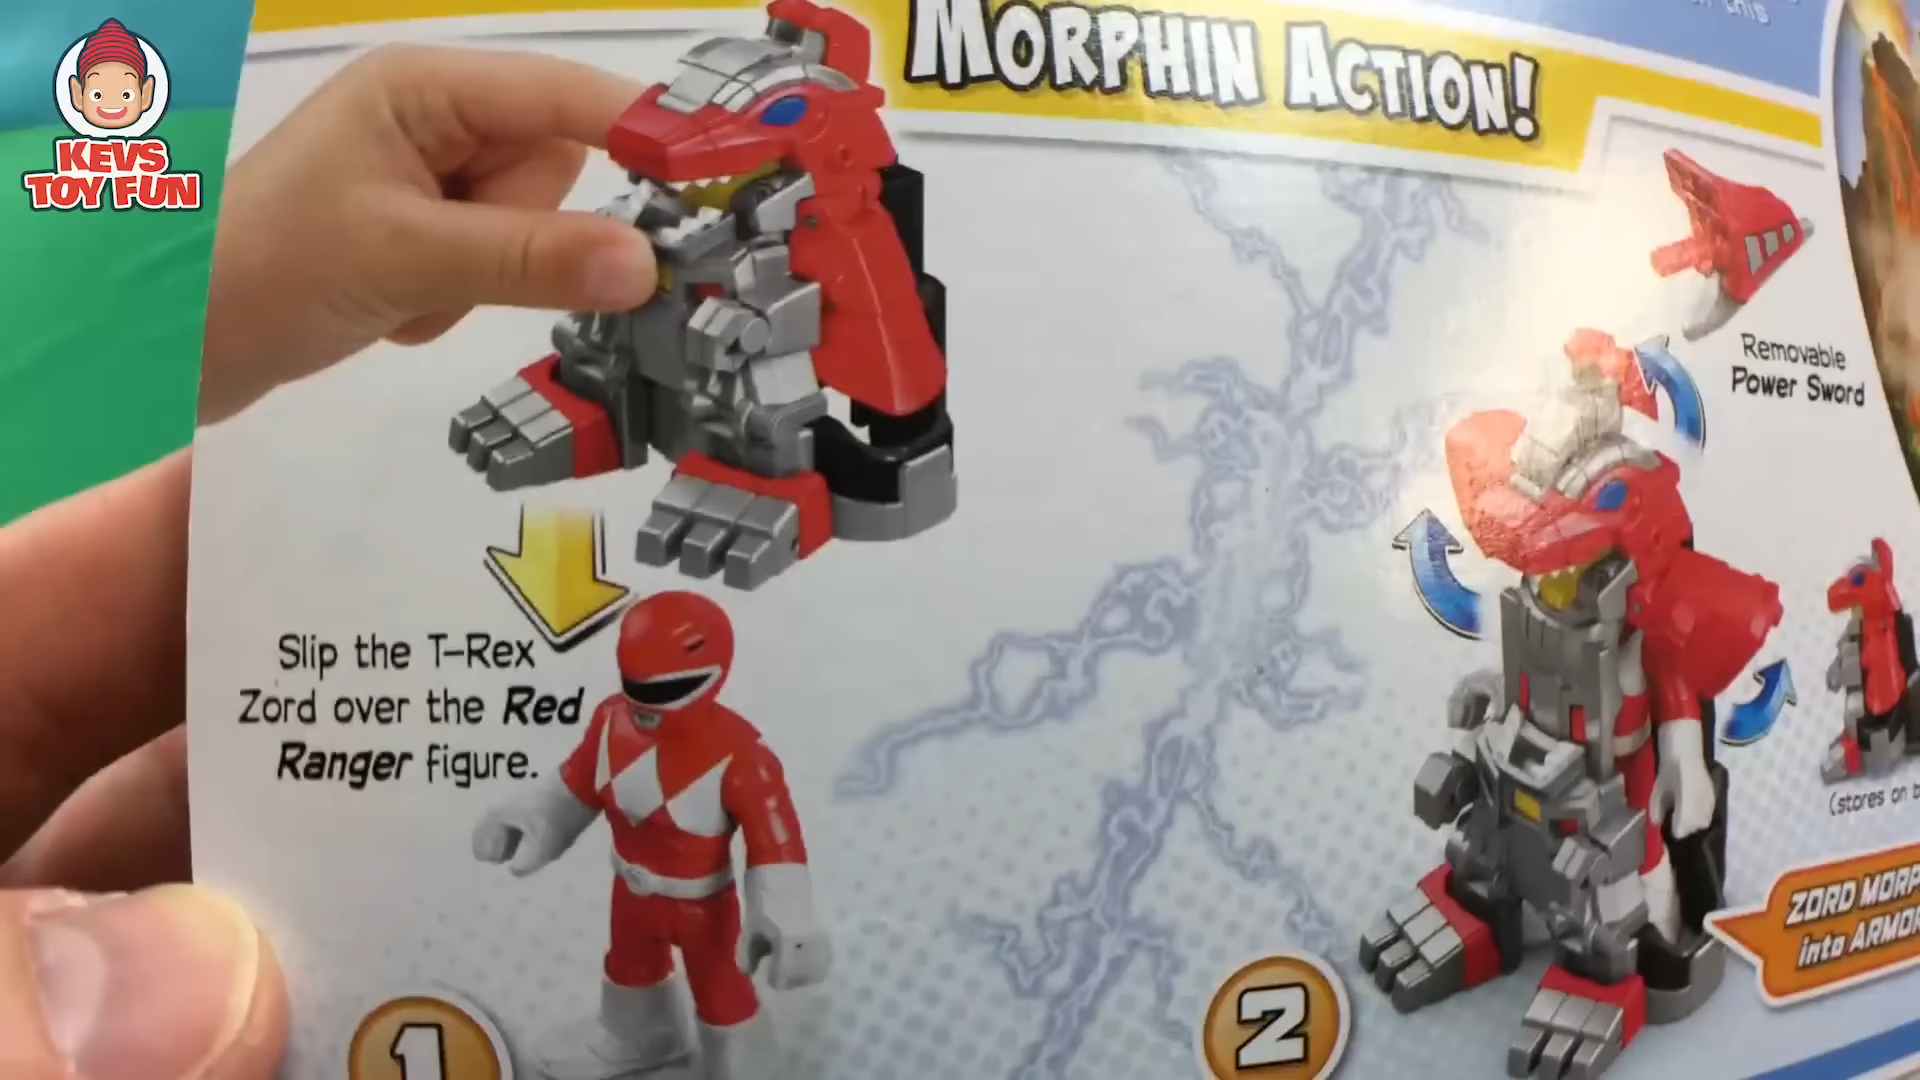 KEVS
TOY FUN
this
MORPHIN ACTION!
Removable
Power Sword
Slip the T-Rex
Zord over the Red
Ranger figure.
(stores on
ZORD MORP
into ARMOR
1
2